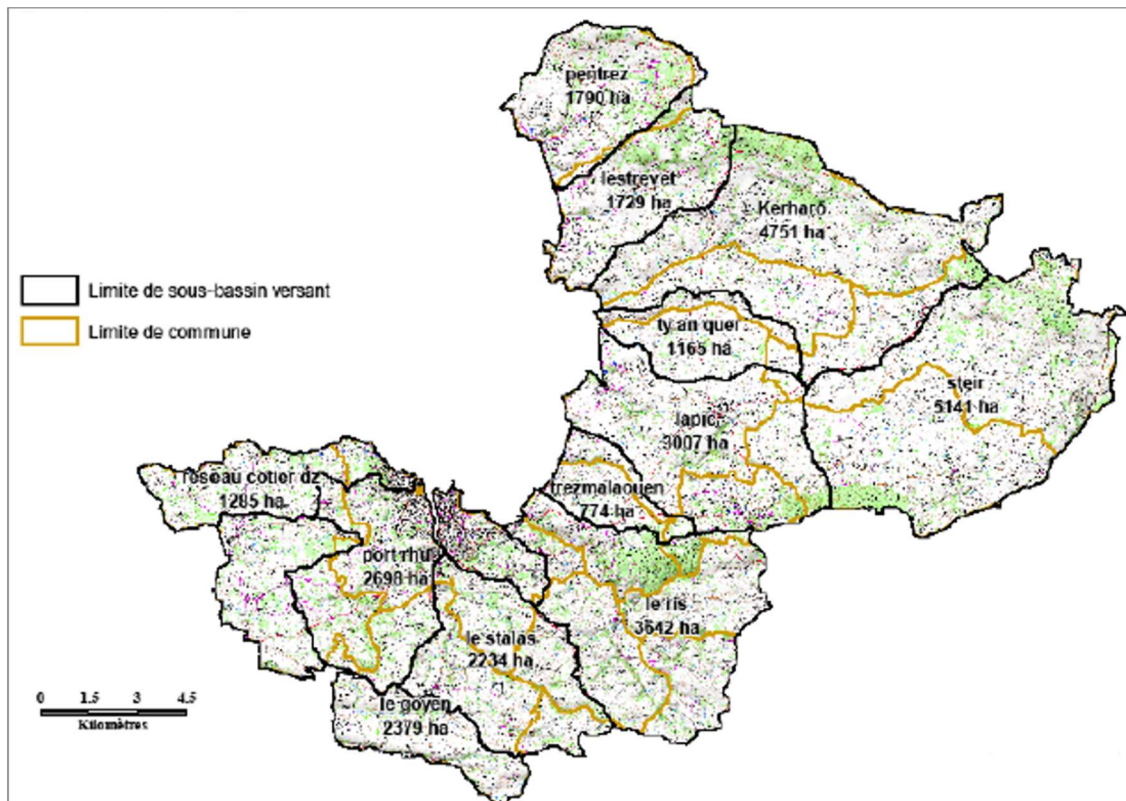 pentrez
1790 ha
lestrevet
1729 ha
Kerharo
4751 ha
Limite de sous-bassin versant
Limite de commune
ty an quer
1165 ha
steir
5141 ha
lapic
3007 ha
reseau cotier dz
1285 ha
trezmalaouen
774 ha
port rhu
2698 ha
le ris
3642 ha
le stalas
2234 ha
le goyen
2379 ha
0 1.5 3 4.5
Kilomètres